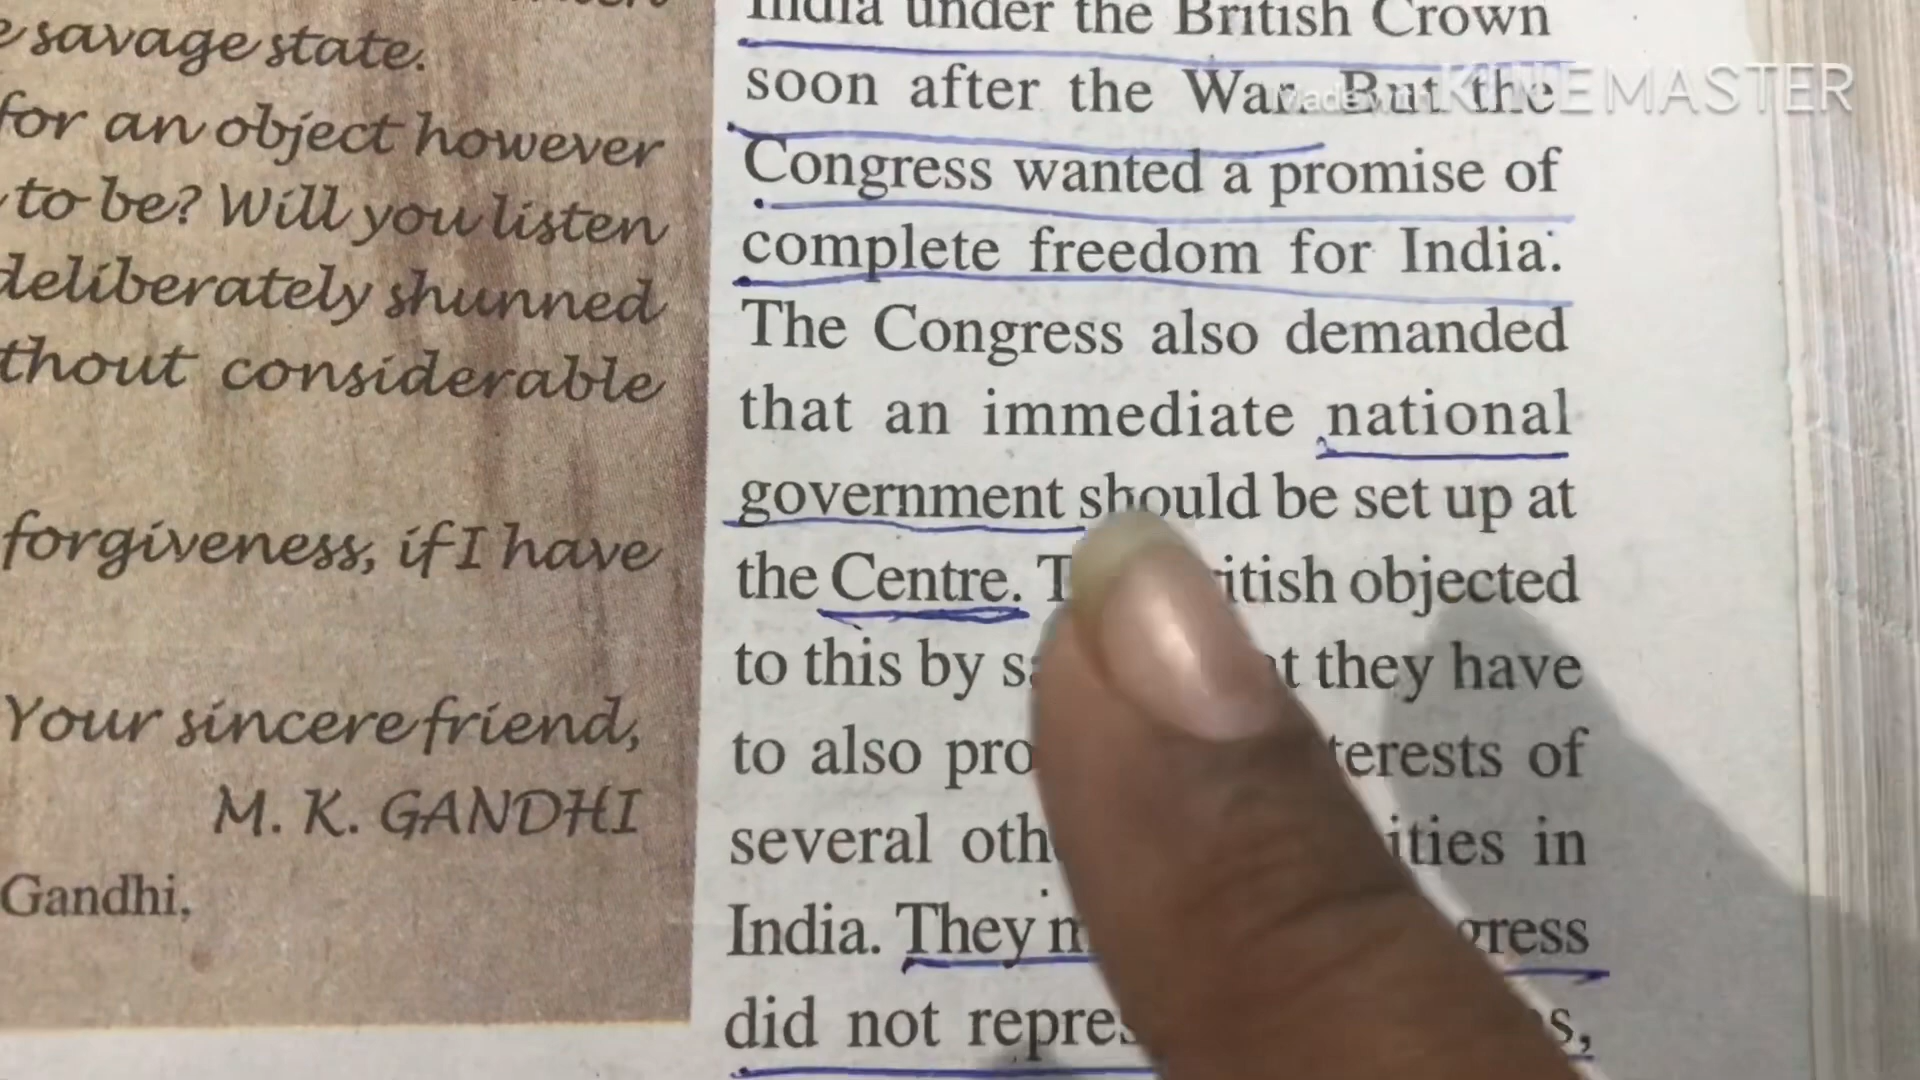 savage state.
for an object however
to be? Will you listen
deliberately shunned
thout considerable
forgiveness, if I have
Your sincere friend,
M. K. GANDHI
Gandhi,
India under the British Crown
soon after the War. But the
Congress wanted a promise of
complete freedom for India.
The Congress also demanded
that an immediate national
government should be set up at
the Centre. itish objected
to this by they have
to also pro terests of
several oth ities in
India. They gress
did not repres
Made with KINEMASTER